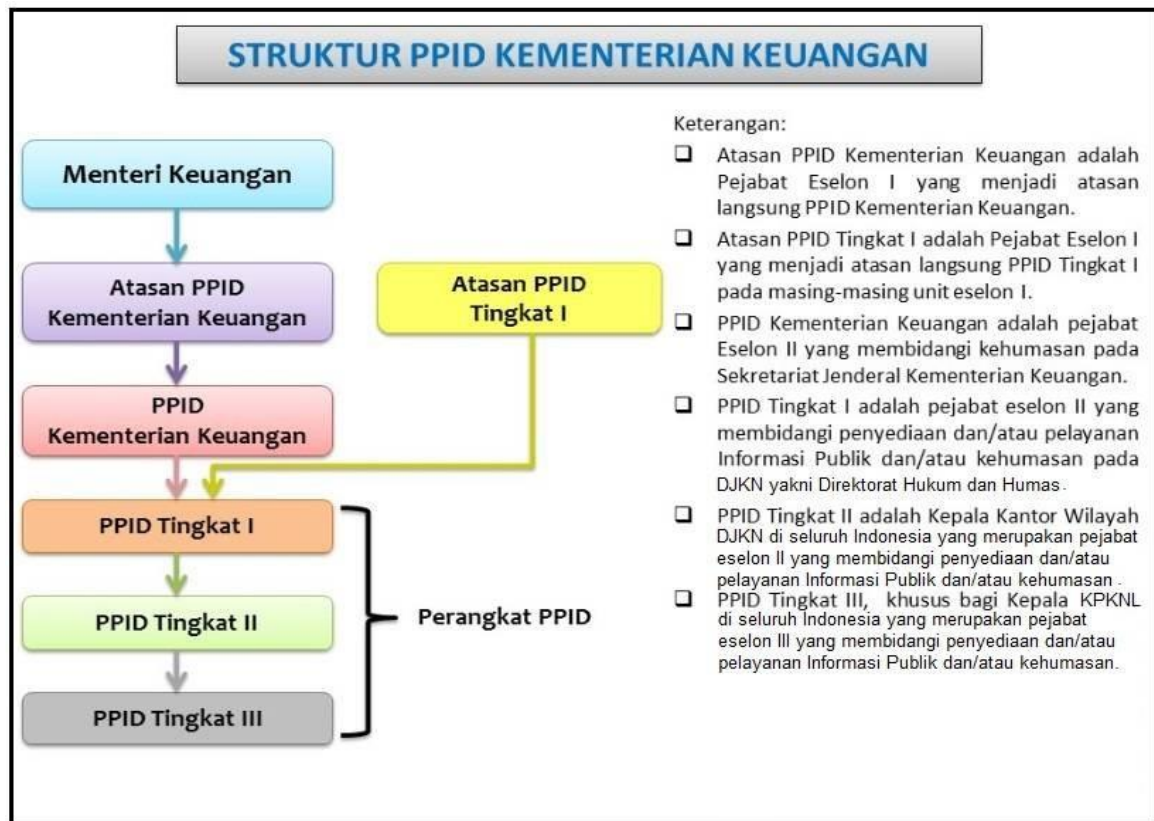 STRUKTUR PPID KEMENTERIAN KEUANGAN
Menteri Keuangan
Atasan PPID
Kementerian Keuangan
Atasan PPID
Tingkat I
PPID
Kementerian Keuangan
PPID Tingkat I
PPID Tingkat II
PPID Tingkat III
Perangkat PPID
Keterangan:
Atasan PPID Kementerian Keuangan adalah
Pejabat Eselon I yang menjadi atasan
langsung PPID Kementerian Keuangan.
Atasan PPID Tingkat I adalah Pejabat Eselon I
yang menjadi atasan langsung PPID Tingkat I
pada masing-masing unit eselon I.
PPID Kementerian Keuangan adalah pejabat
Eselon II yang membidangi kehumasan pada
Sekretariat Jenderal Kementerian Keuangan.
PPID Tingkat I adalah pejabat eselon II yang
membidangi penyediaan dan/atau pelayanan
Informasi Publik dan/atau kehumasan pada
DJKN yakni Direktorat Hukum dan Humas.
PPID Tingkat II adalah Kepala Kantor Wilayah
DJKN di seluruh Indonesia yang merupakan pejabat
eselon II yang membidangi penyediaan dan/atau
pelayanan Informasi Publik dan/atau kehumasan .
PPID Tingkat III, khusus bagi Kepala KPKNL
di seluruh Indonesia yang merupakan pejabat
eselon III yang membidangi penyediaan dan/atau
pelayanan Informasi Publik dan/atau kehumasan.